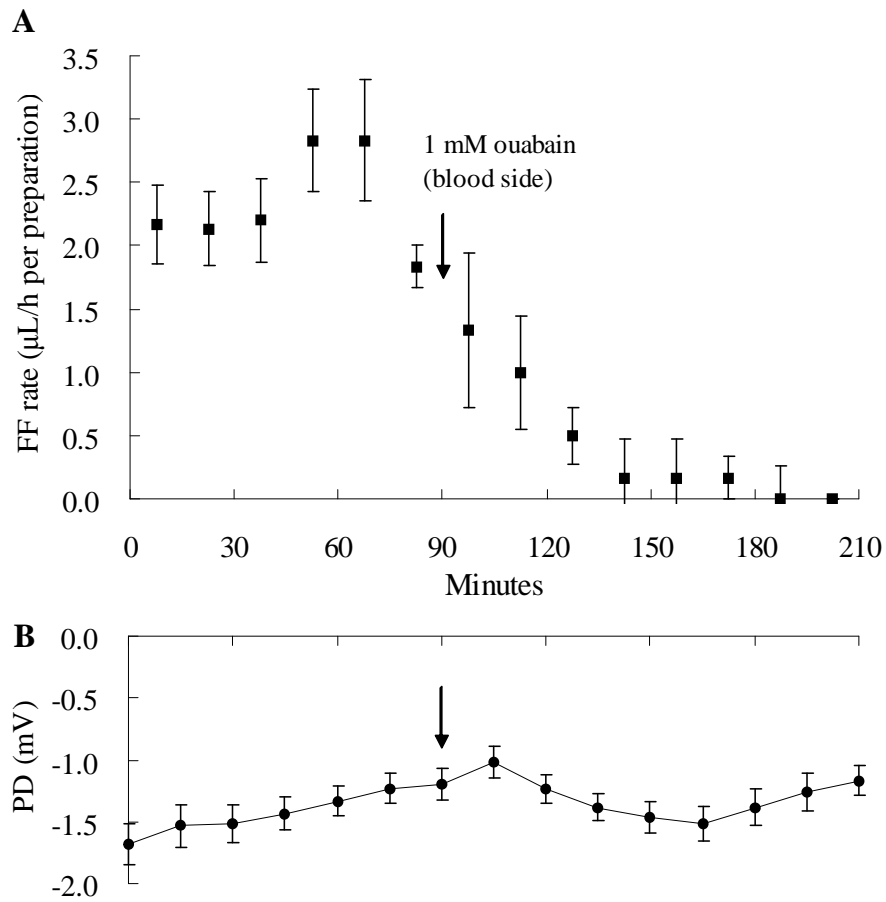 A
FF rate (µL/h per preparation)
3.5
3.0
2.5
2.0
1.5
1.0
0.5
0.0
1 mM ouabain
(blood side)
0 30 60 90 120 150 180 210
Minutes
B
PD (mV)
0.0
-0.5
-1.0
-1.5
-2.0